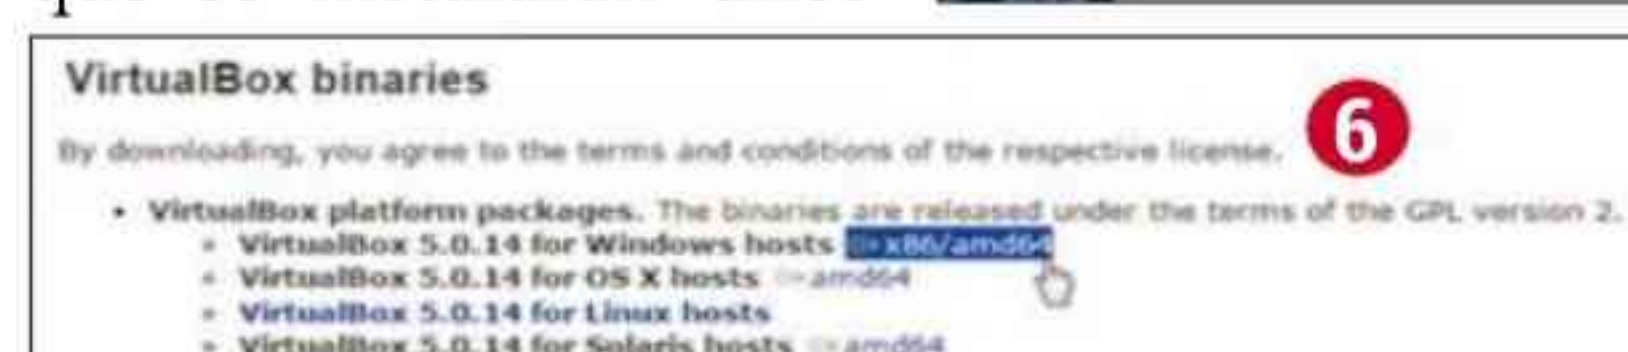 VirtualBox binaries
6
By downloading, you agree to the terms and conditions of the respective license.
• VirtualBox platform packages. The binaries are released under the terms of the GPL version 2.
◦ VirtualBox 5.0.14 for Windows hosts x86/amd64
◦ VirtualBox 5.0.14 for OS X hosts amd64
◦ VirtualBox 5.0.14 for Linux hosts
◦ VirtualBox 5.0.14 for Solaris hosts amd64